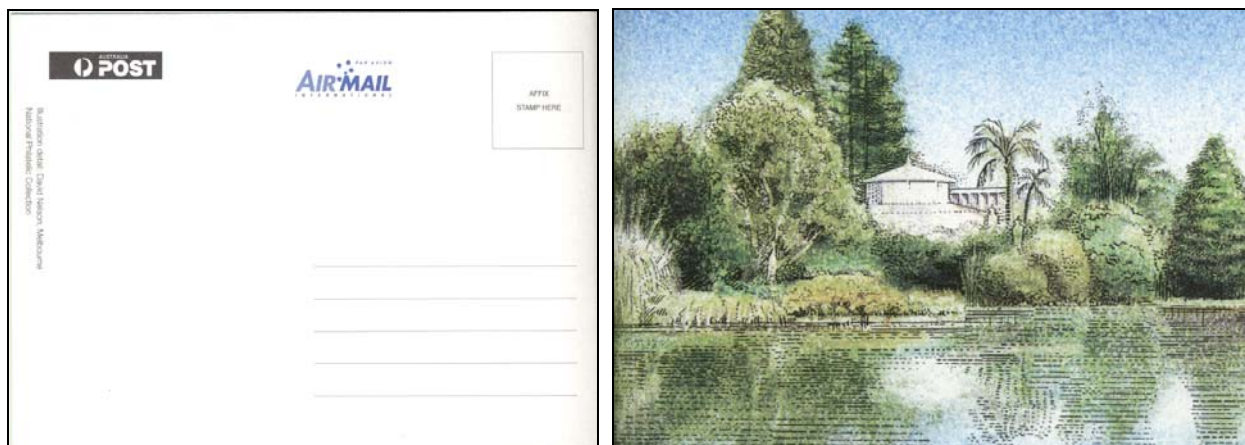 AUSTRALIA
POST
PAR AVION
AIR MAIL
INTERNATIONAL
AFFIX
STAMP HERE
Illustration detail: David Nelson, Melbourne
National Philatelic Collection